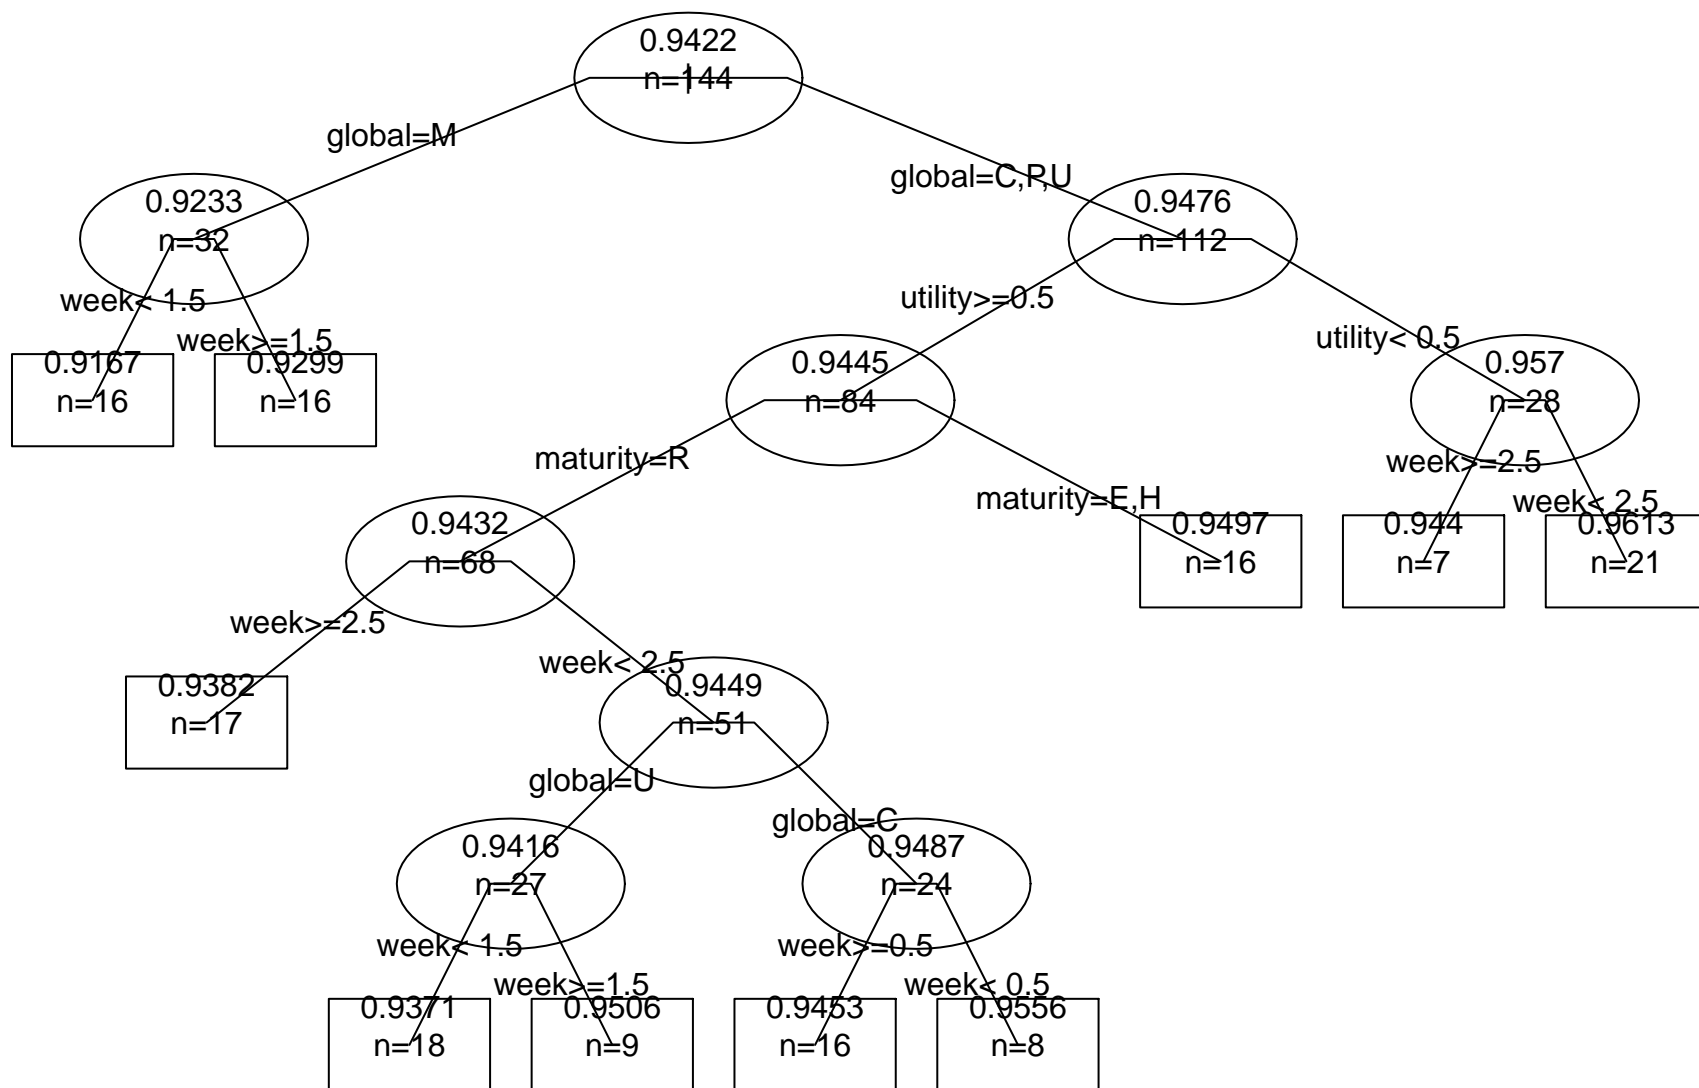 0.9422
n=144
global=M
global=C,P,U
0.9233
n=32
0.9476
n=112
week< 1.5
week>=1.5
utility>=0.5
utility< 0.5
0.9167
n=16
0.9299
n=16
0.9445
n=84
0.957
n=28
maturity=R
maturity=E,H
week>=2.5
week< 2.5
0.9432
n=68
0.9497
n=16
0.944
n=7
0.9613
n=21
week>=2.5
week< 2.5
0.9382
n=17
0.9449
n=51
global=U
global=C
0.9416
n=27
0.9487
n=24
week< 1.5
week>=1.5
week>=0.5
week< 0.5
0.9371
n=18
0.9506
n=9
0.9453
n=16
0.9556
n=8